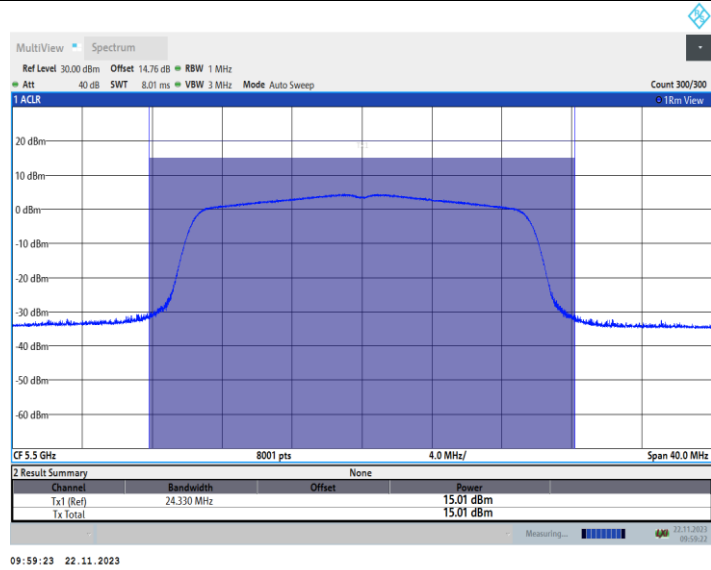 MultiView Spectrum
Ref Level 30.00 dBm Offset 14.76 dB RBW 1 MHz
Att 40 dB SWT 8.01 ms VBW 3 MHz Mode Auto Sweep Count 300/300
1 ACLR 1Rm View
20 dBm
10 dBm
0 dBm
-10 dBm
-20 dBm
-30 dBm
-40 dBm
-50 dBm
-60 dBm
CF 5.5 GHz 8001 pts 4.0 MHz/ Span 40.0 MHz
2 Result Summary None
Channel Bandwidth Offset Power
Tx1 (Ref) 24.330 MHz 15.01 dBm
Tx Total 15.01 dBm
Measuring... 22.11.2023
09:59:22
09:59:23 22.11.2023